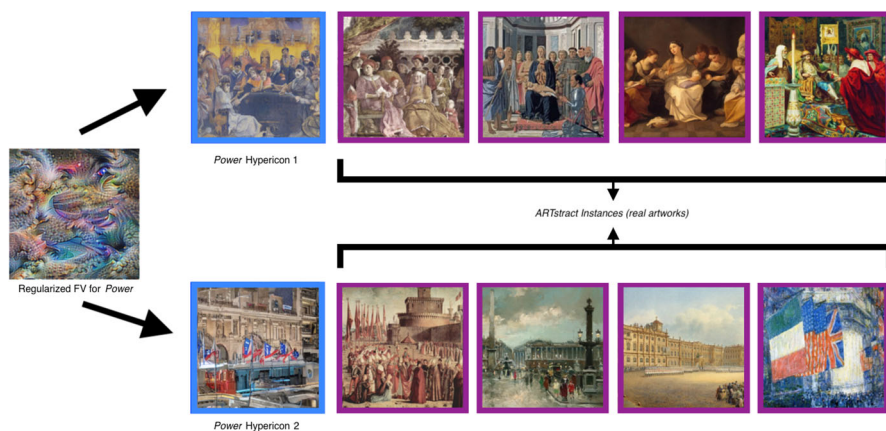 Power Hypericon 1
ARTstract Instances (real artworks)
Regularized FV for Power
Power Hypericon 2